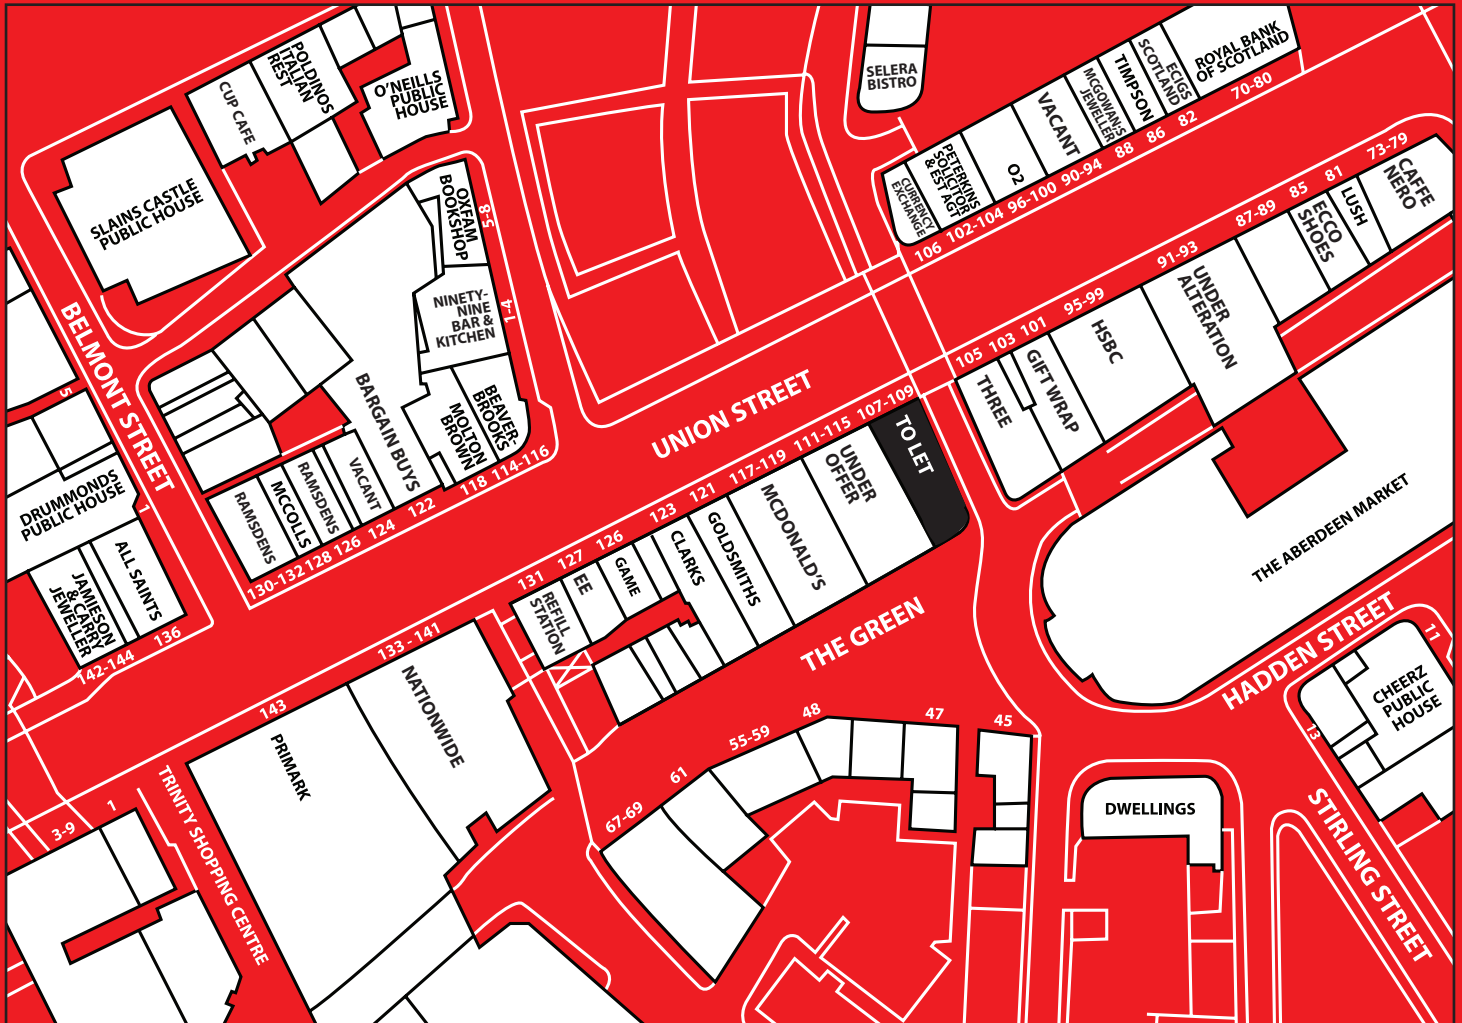 SELERA
BISTRO
ROYAL BANK
OF SCOTLAND
70-80
ECIGS
SCOTLAND
82
TIMPSON
86
MCGOWAN;S
JEWELLER
88
VACANT
90-94
O2
96-100
PETERKINS
SOLICITOR
& EST AGT
102-104
CURRENCY
EXCHANGE
106
POLDINOS
ITALIAN
REST
CUP CAFE
O'NEILLS
PUBLIC
HOUSE
SLAINS CASTLE
PUBLIC HOUSE
OXFAM
BOOKSHOP
5-8
NINETY-
NINE
BAR &
KITCHEN
1-4
BEAVER-
BROOKS
MOLTON
BROWN
114-116
118
BARGAIN BUYS
122
VACANT
124
RAMSDENS
126
MCCOLLS
128
RAMSDENS
130-132
BELMONT STREET
5
DRUMMONDS
PUBLIC HOUSE
1
ALL SAINTS
136
JAMIESON
& CARRY
JEWELLER
142-144
UNION STREET
73-79
CAFFE
NERO
81
LUSH
85
ECCO
SHOES
87-89
91-93
UNDER
ALTERATION
95-99
HSBC
101
GIFT WRAP
103
105
THREE
107-109
TO LET
111-115
UNDER
OFFER
117-119
MCDONALD'S
121
GOLDSMITHS
123
CLARKS
126
GAME
127
EE
131
REFILL
STATION
133 - 141
NATIONWIDE
143
PRIMARK
TRINITY SHOPPING CENTRE
1
3-9
THE GREEN
THE ABERDEEN MARKET
HADDEN STREET
11
CHEERZ
PUBLIC
HOUSE
13
STIRLING STREET
DWELLINGS
45
47
48
55-59
61
67-69